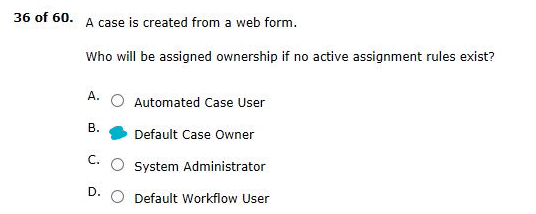 36 of 60. A case is created from a web form.
Who will be assigned ownership if no active assignment rules exist?
A. Automated Case User
B. Default Case Owner
C. System Administrator
D. Default Workflow User